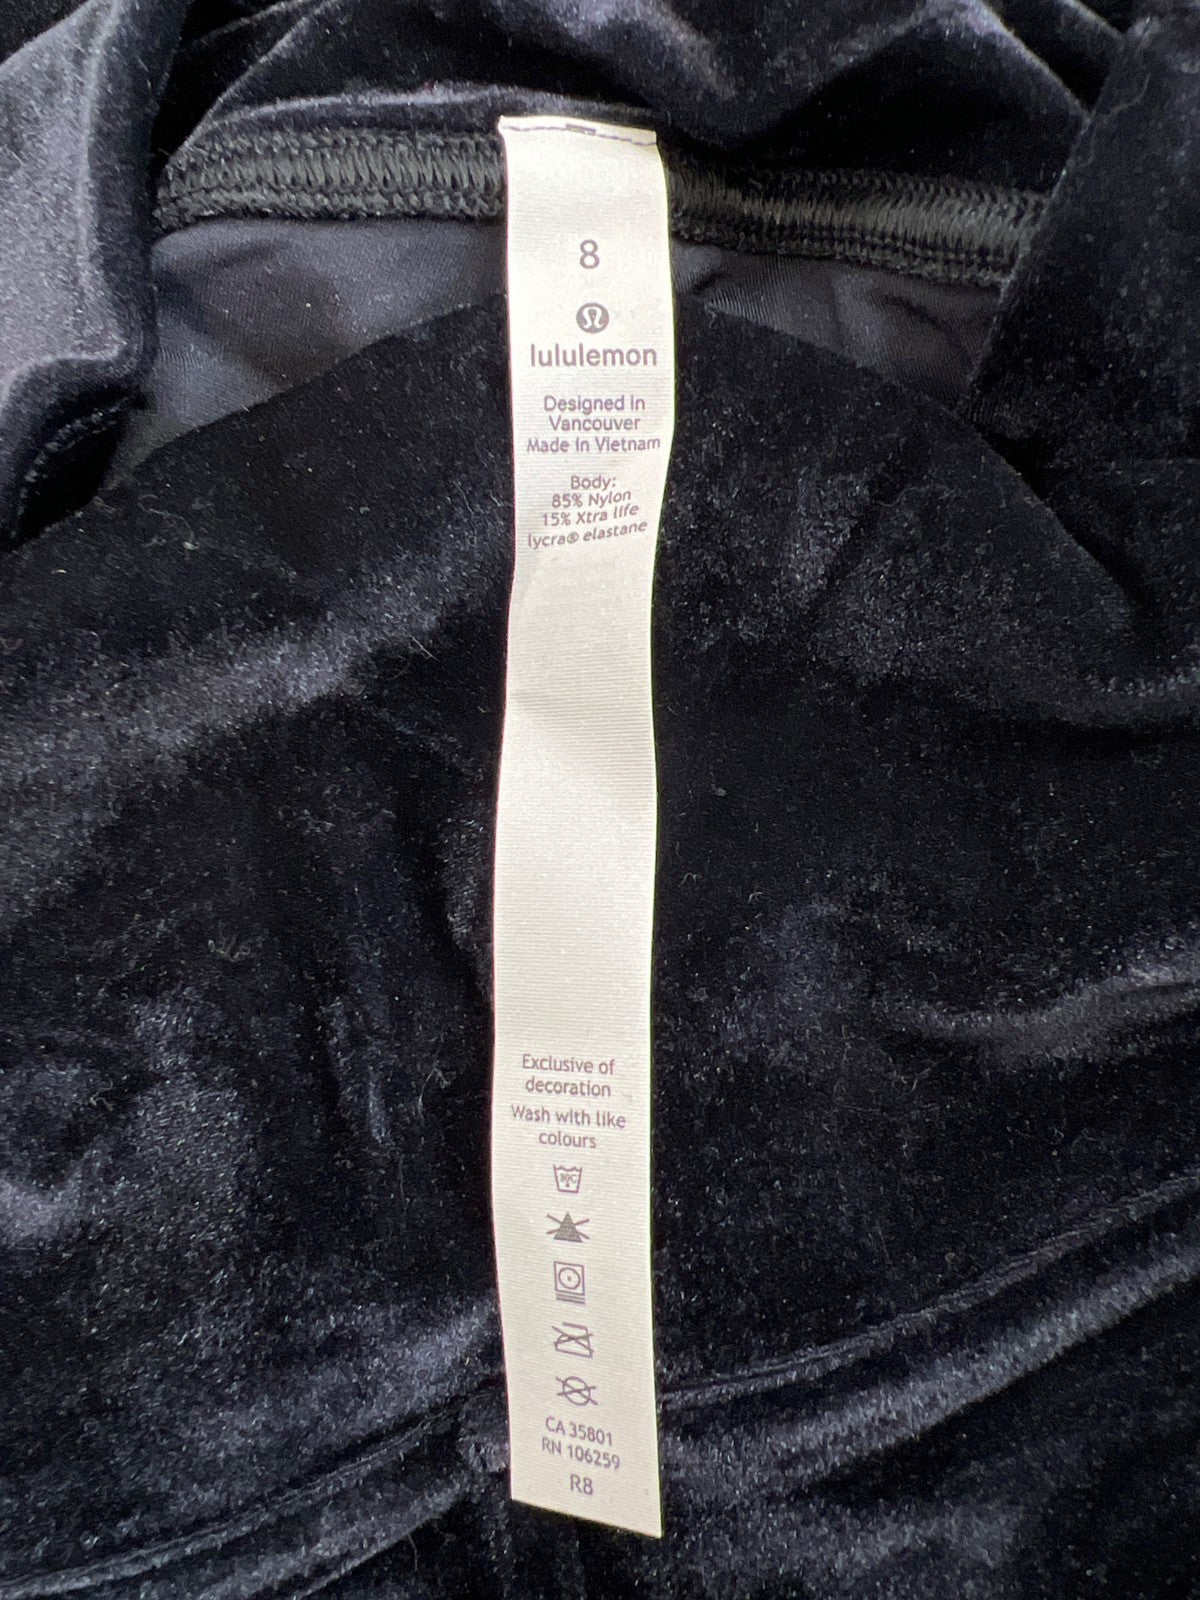 8
lululemon
Designed in
Vancouver
Made in Vietnam
Body:
85% Nylon
15% Xtra life
lycra® elastane
Exclusive of
decoration
Wash with like
colours
30C
CA 35801
RN 106259
R8